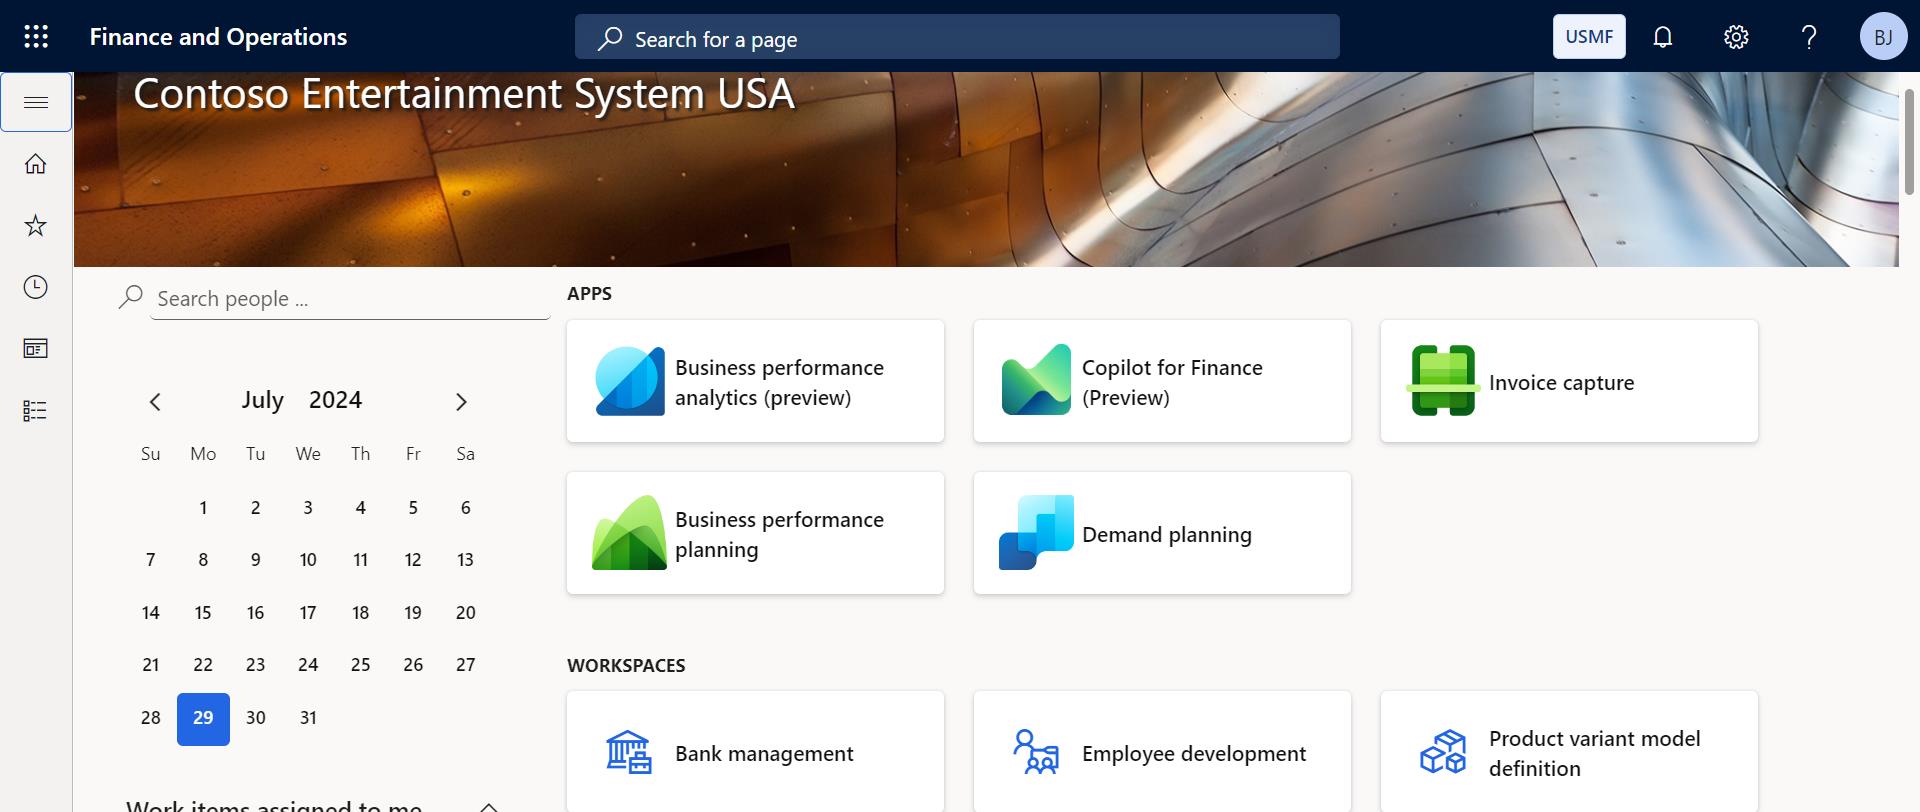 Finance and Operations
Search for a page
USMF
?
BJ
Contoso Entertainment System USA
Search people ...
July 2024
Su Mo Tu We Th Fr Sa
1 2 3 4 5 6
7 8 9 10 11 12 13
14 15 16 17 18 19 20
21 22 23 24 25 26 27
28 29 30 31
Work items assigned to me
APPS
Business performance
analytics (preview)
Copilot for Finance
(Preview)
Invoice capture
Business performance
planning
Demand planning
WORKSPACES
Bank management
Employee development
Product variant model
definition